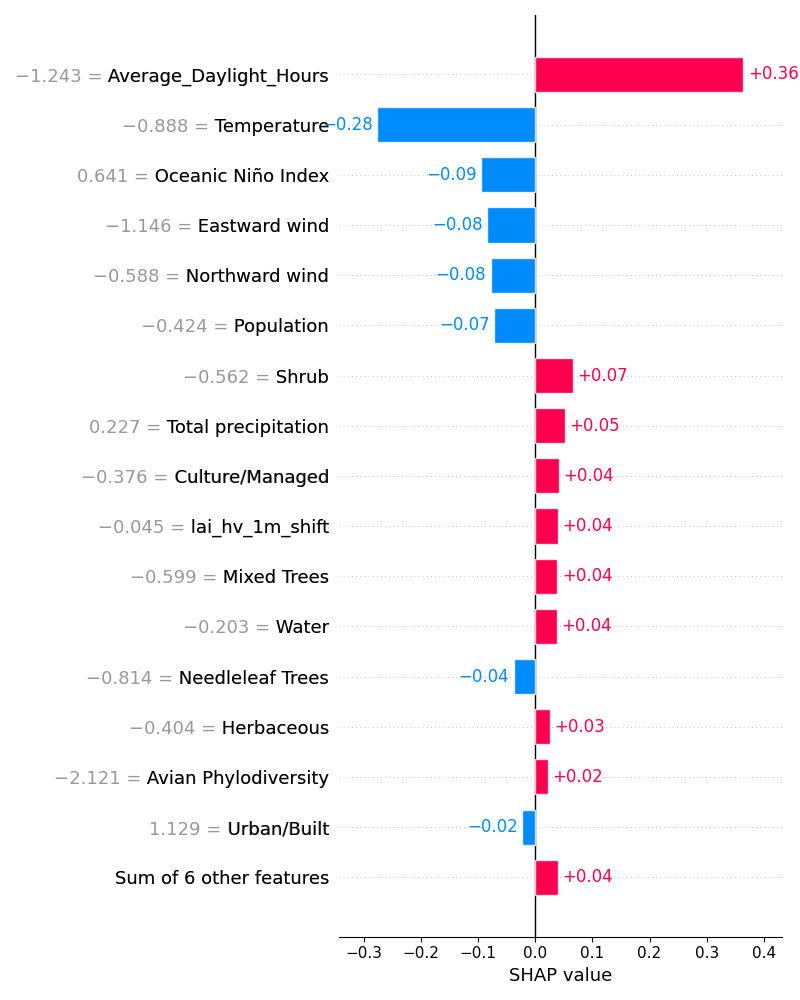 −1.243 = Average_Daylight_Hours +0.36
−0.888 = Temperature −0.28
0.641 = Oceanic Niño Index −0.09
−1.146 = Eastward wind −0.08
−0.588 = Northward wind −0.08
−0.424 = Population −0.07
−0.562 = Shrub +0.07
0.227 = Total precipitation +0.05
−0.376 = Culture/Managed +0.04
−0.045 = lai_hv_1m_shift +0.04
−0.599 = Mixed Trees +0.04
−0.203 = Water +0.04
−0.814 = Needleleaf Trees −0.04
−0.404 = Herbaceous +0.03
−2.121 = Avian Phylodiversity +0.02
1.129 = Urban/Built −0.02
Sum of 6 other features +0.04
−0.3 −0.2 −0.1 0.0 0.1 0.2 0.3 0.4
SHAP value